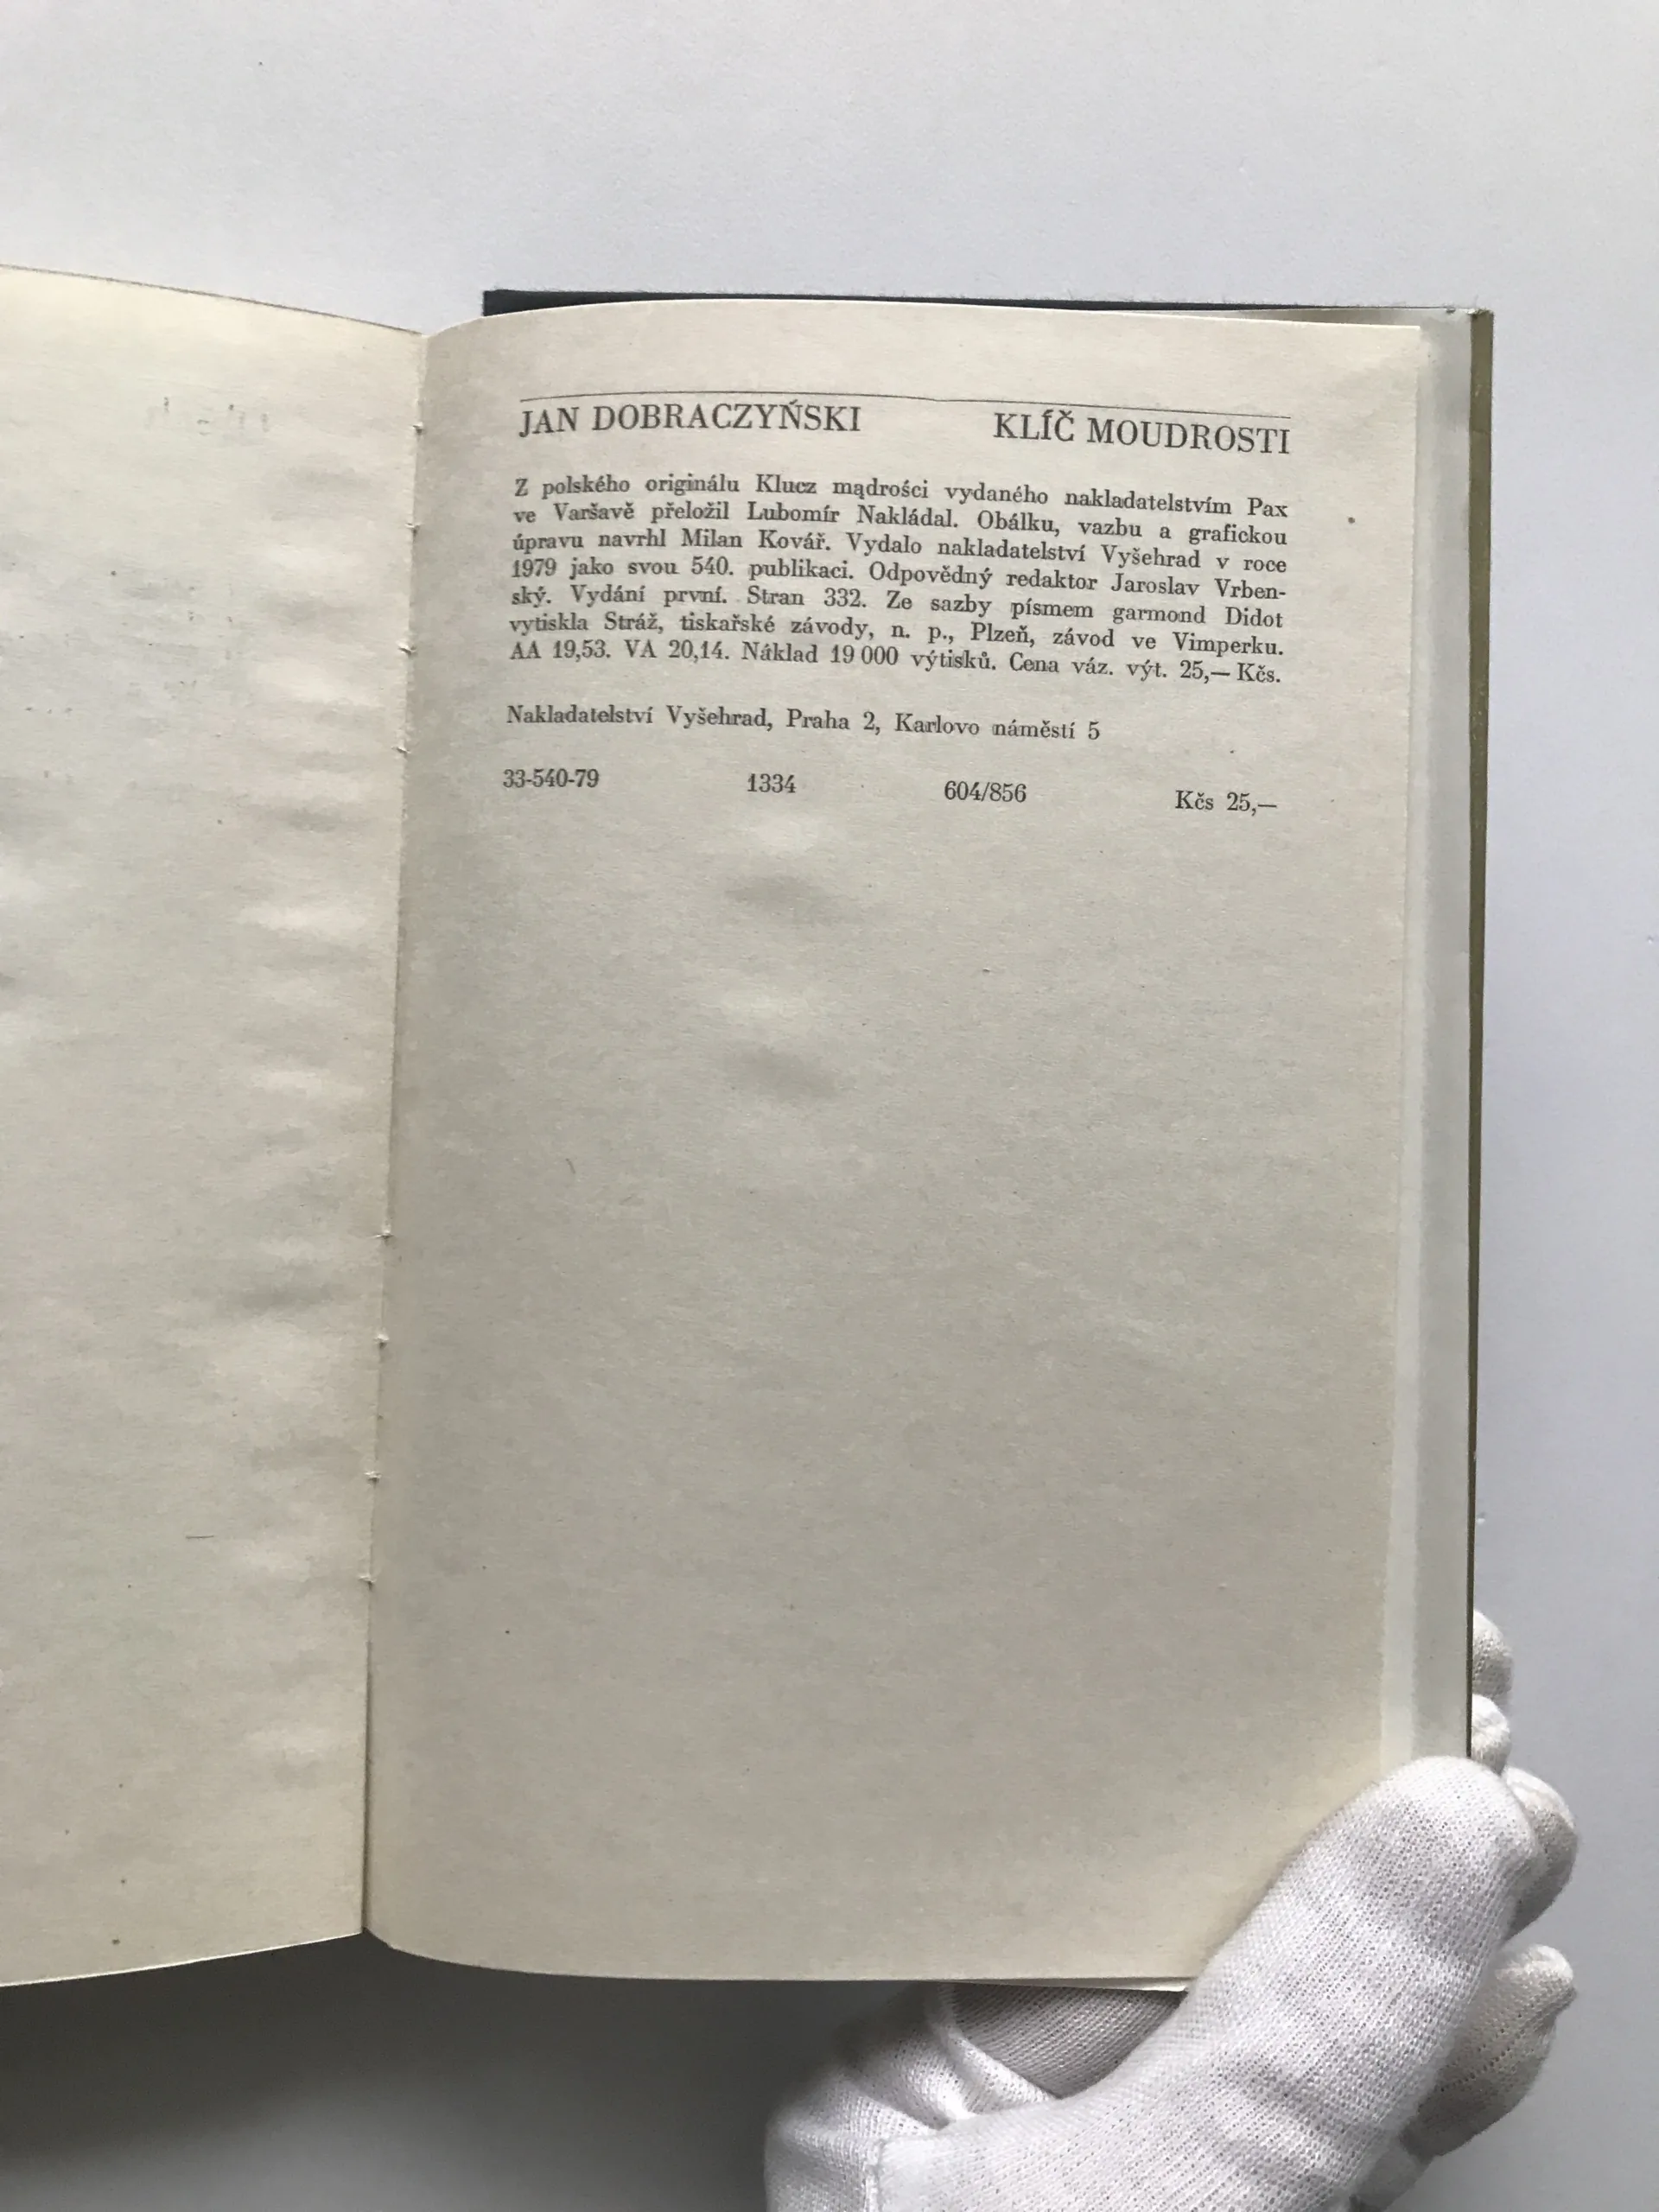 JAN DOBRACZYŃSKI KLÍČ MOUDROSTI
Z polského originálu Klucz mądrości vydaného nakladatelstvím Pax
ve Varšavě přeložil Lubomír Nakládal. Obálku, vazbu a grafickou
úpravu navrhl Milan Kovář. Vydalo nakladatelství Vyšehrad v roce
1979 jako svou 540. publikaci. Odpovědný redaktor Jaroslav Vrben-
ský. Vydání první. Stran 332. Ze sazby písmem garmond Didot
vytiskla Stráž, tiskařské závody, n. p., Plzeň, závod ve Vimperku.
AA 19,53. VA 20,14. Náklad 19 000 výtisků. Cena váz. výt. 25,— Kčs.
Nakladatelství Vyšehrad, Praha 2, Karlovo náměstí 5
33-540-79 1334 604/856 Kčs 25,—